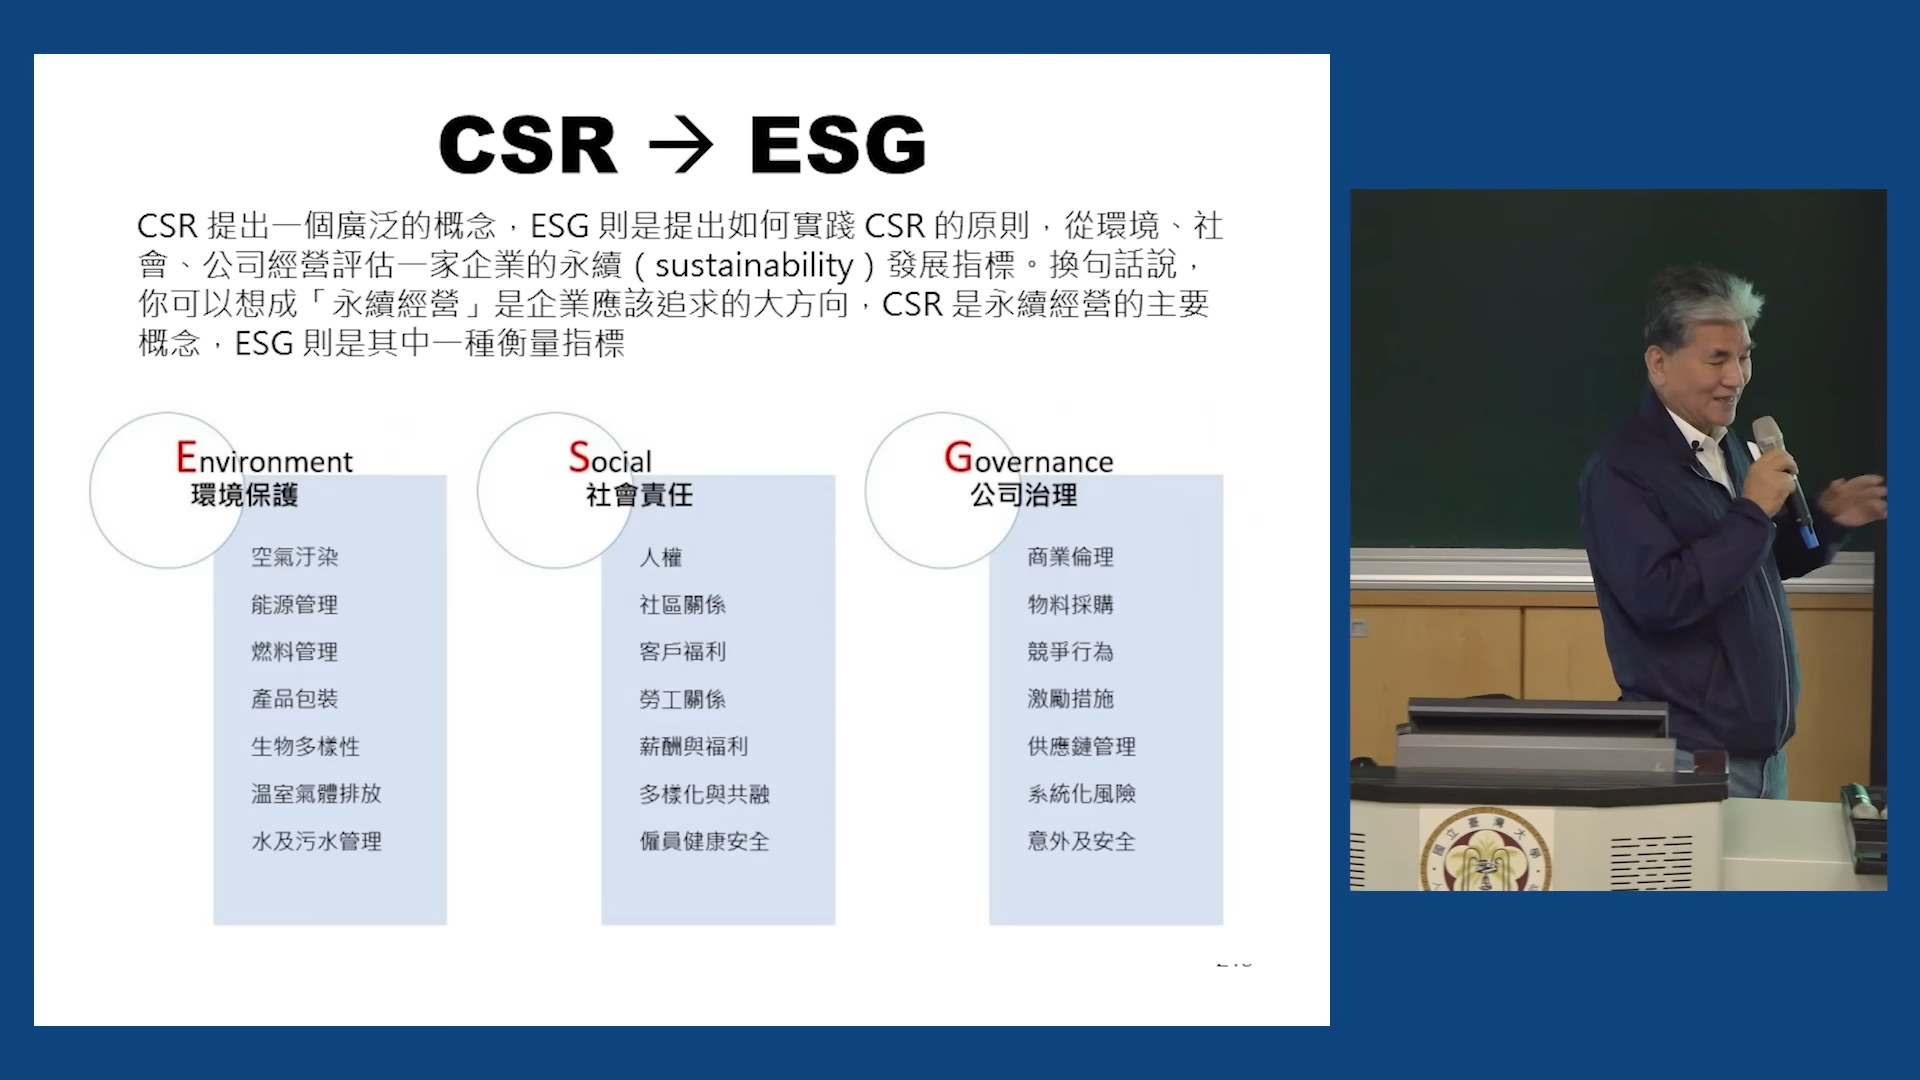 CSR → ESG
CSR 提出一個廣泛的概念，ESG 則是提出如何實踐 CSR 的原則，從環境、社
會、公司經營評估一家企業的永續（sustainability）發展指標。換句話說，
你可以想成「永續經營」是企業應該追求的大方向，CSR 是永續經營的主要
概念，ESG 則是其中一種衡量指標
Environment
環境保護
空氣汙染
能源管理
燃料管理
產品包裝
生物多樣性
溫室氣體排放
水及污水管理
Social
社會責任
人權
社區關係
客戶福利
勞工關係
薪酬與福利
多樣化與共融
僱員健康安全
Governance
公司治理
商業倫理
物料採購
競爭行為
激勵措施
供應鏈管理
系統化風險
意外及安全
國立臺灣大學